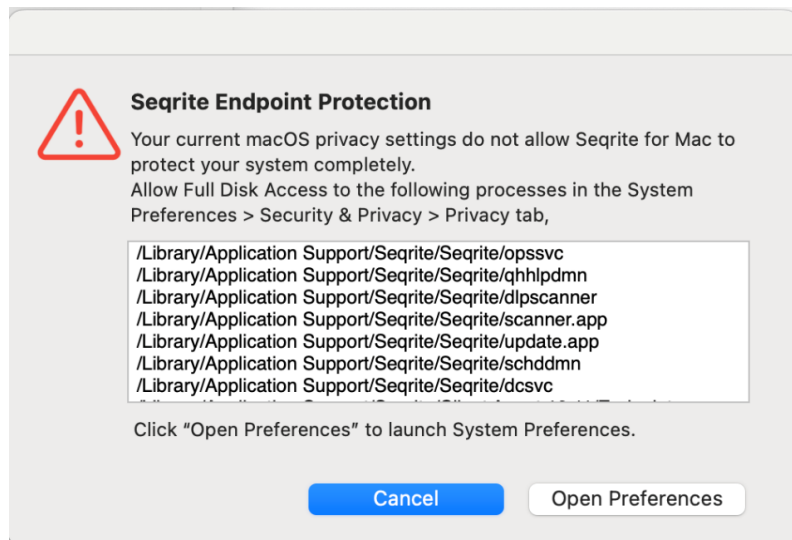 Seqrite Endpoint Protection
Your current macOS privacy settings do not allow Seqrite for Mac to
protect your system completely.
Allow Full Disk Access to the following processes in the System
Preferences > Security & Privacy > Privacy tab,
/Library/Application Support/Seqrite/Seqrite/opssvc
/Library/Application Support/Seqrite/Seqrite/qhhlpdmn
/Library/Application Support/Seqrite/Seqrite/dlpscanner
/Library/Application Support/Seqrite/Seqrite/scanner.app
/Library/Application Support/Seqrite/Seqrite/update.app
/Library/Application Support/Seqrite/Seqrite/schddmn
/Library/Application Support/Seqrite/Seqrite/dcsvc
Click “Open Preferences” to launch System Preferences.
Cancel
Open Preferences